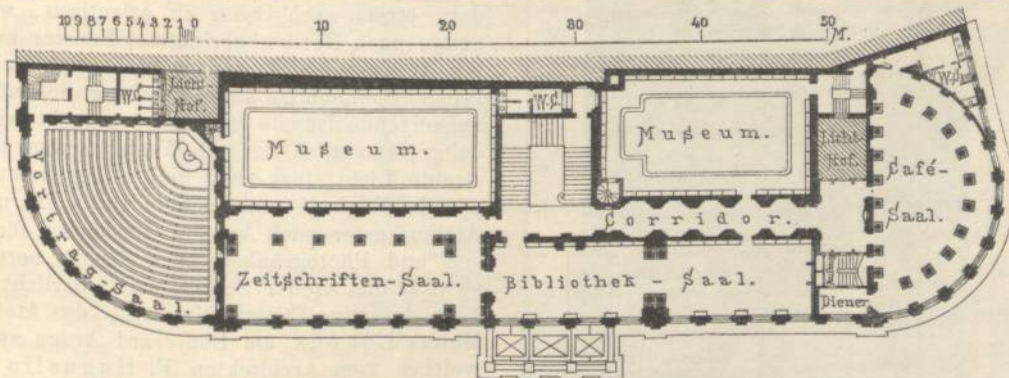 10 9 8 7 6 5 4 3 2 1 0 10 20 30 40 50 M.
W.C.
Licht
Hof.
Museum.
W.C.
Museum.
Licht
Hof.
W.C.
Café-
Saal.
Corridor.
Vortrag-Saal.
Zeitschriften-Saal.
Bibliothek-Saal.
Diener